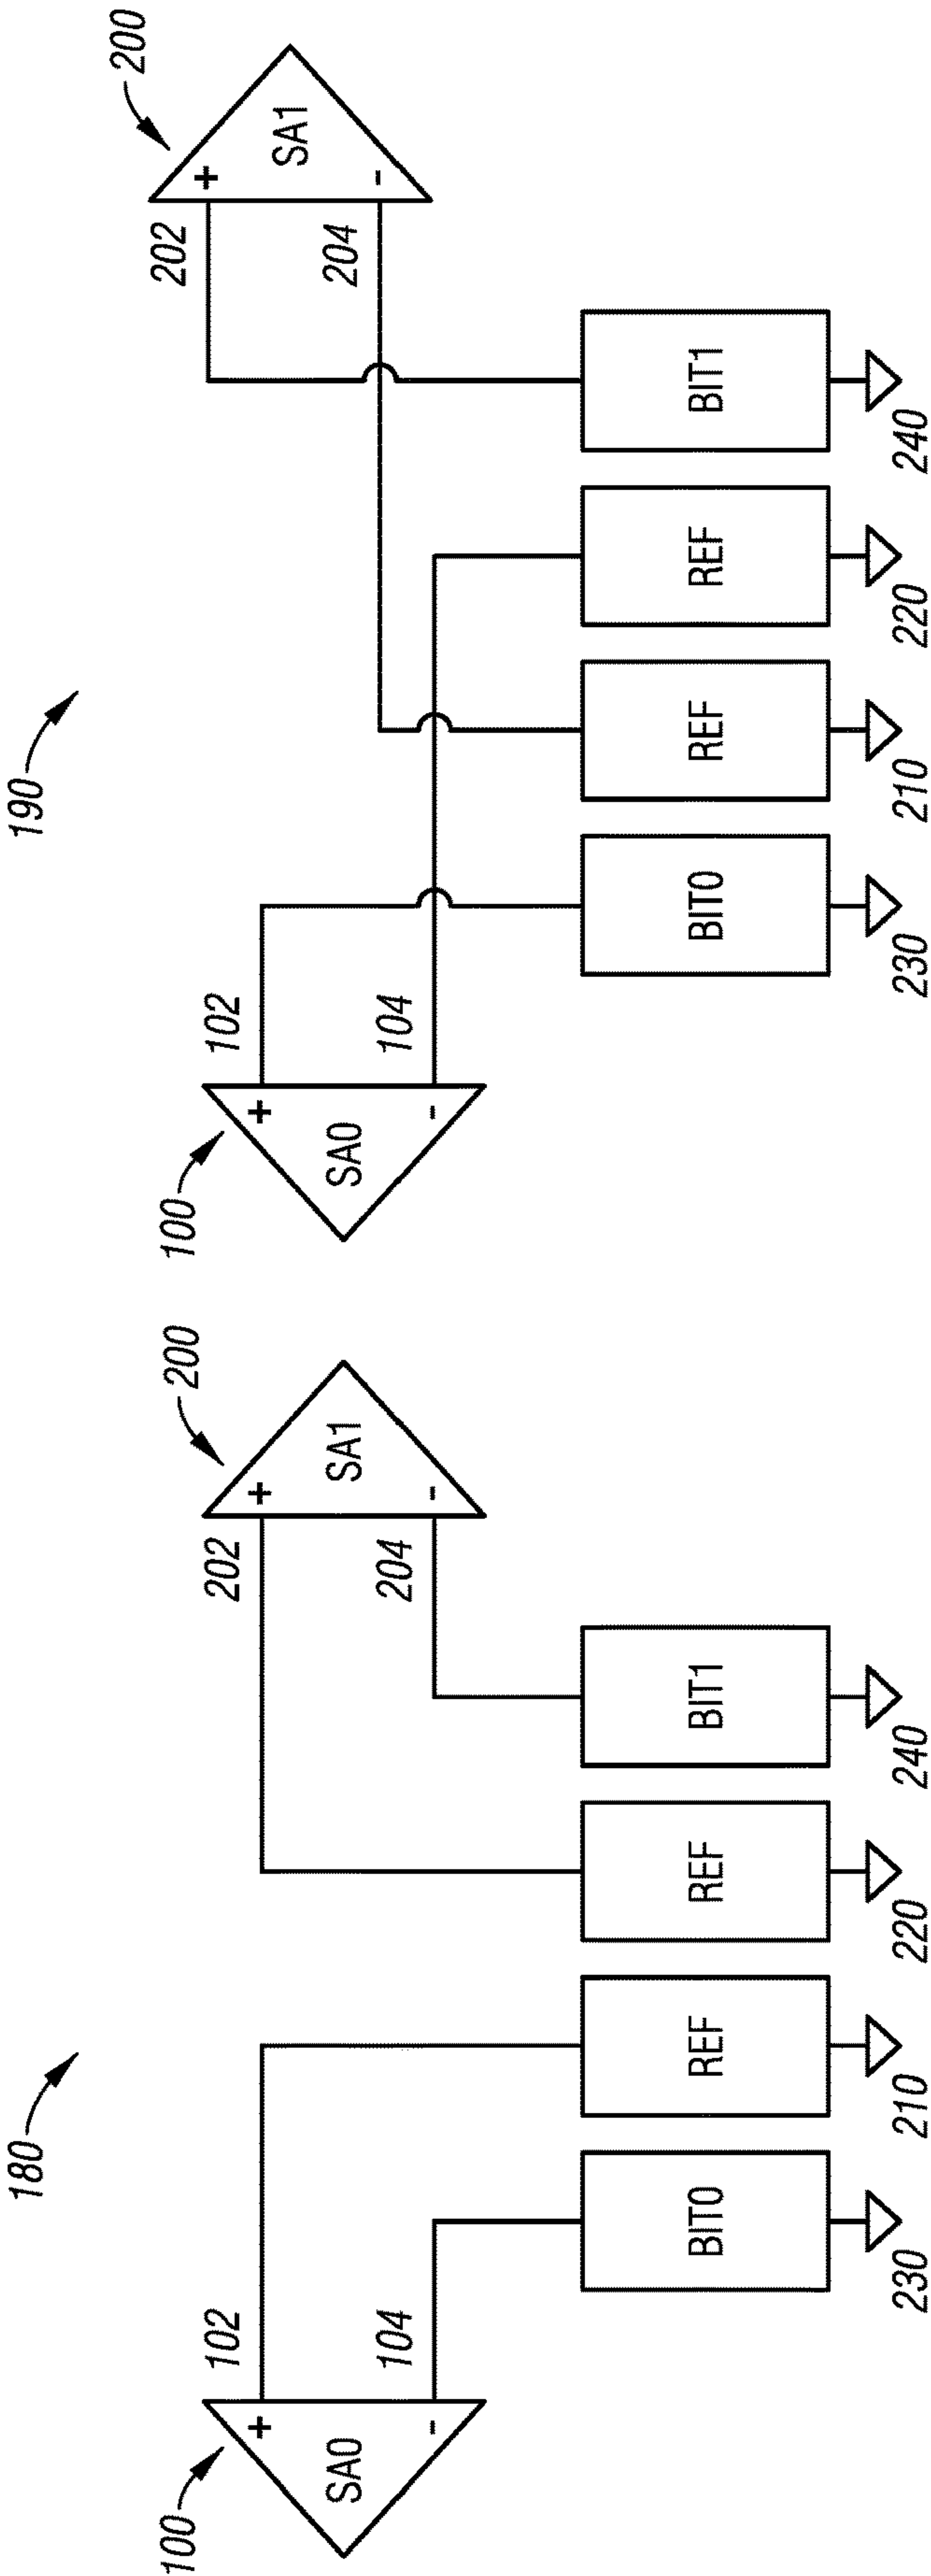 180
190
100
102
+
SA0
-
104
202
200
+
SA1
-
204
BIT0
REF
REF
BIT1
230
210
220
240
100
102
+
SA0
-
104
202
200
+
SA1
-
204
BIT0
REF
REF
BIT1
230
210
220
240